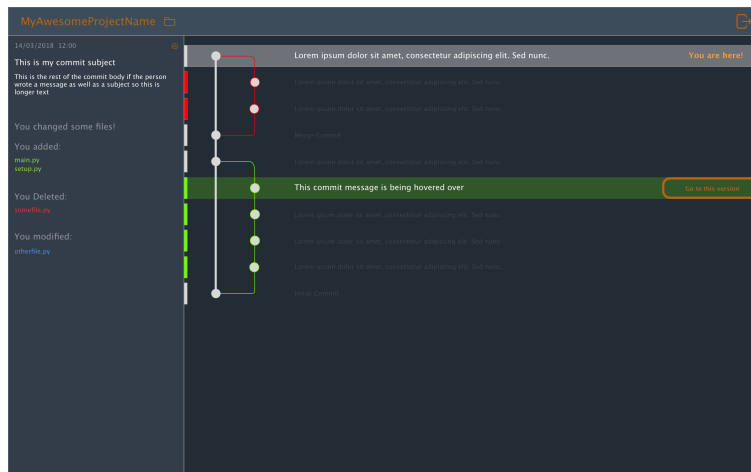 MyAwesomeProjectName
14/03/2018 12:00
This is my commit subject
This is the rest of the commit body if the person
wrote a message as well as a subject so this is
longer text
You changed some files!
You added:
main.py
setup.py
You Deleted:
somefile.py
You modified:
otherfile.py
Lorem ipsum dolor sit amet, consectetur adipiscing elit. Sed nunc. You are here!
Lorem ipsum dolor sit amet, consectetur adipiscing elit. Sed nunc.
Lorem ipsum dolor sit amet, consectetur adipiscing elit. Sed nunc.
Merge Commit
Lorem ipsum dolor sit amet, consectetur adipiscing elit. Sed nunc.
This commit message is being hovered over Go to this version
Lorem ipsum dolor sit amet, consectetur adipiscing elit. Sed nunc.
Lorem ipsum dolor sit amet, consectetur adipiscing elit. Sed nunc.
Lorem ipsum dolor sit amet, consectetur adipiscing elit. Sed nunc.
Initial Commit